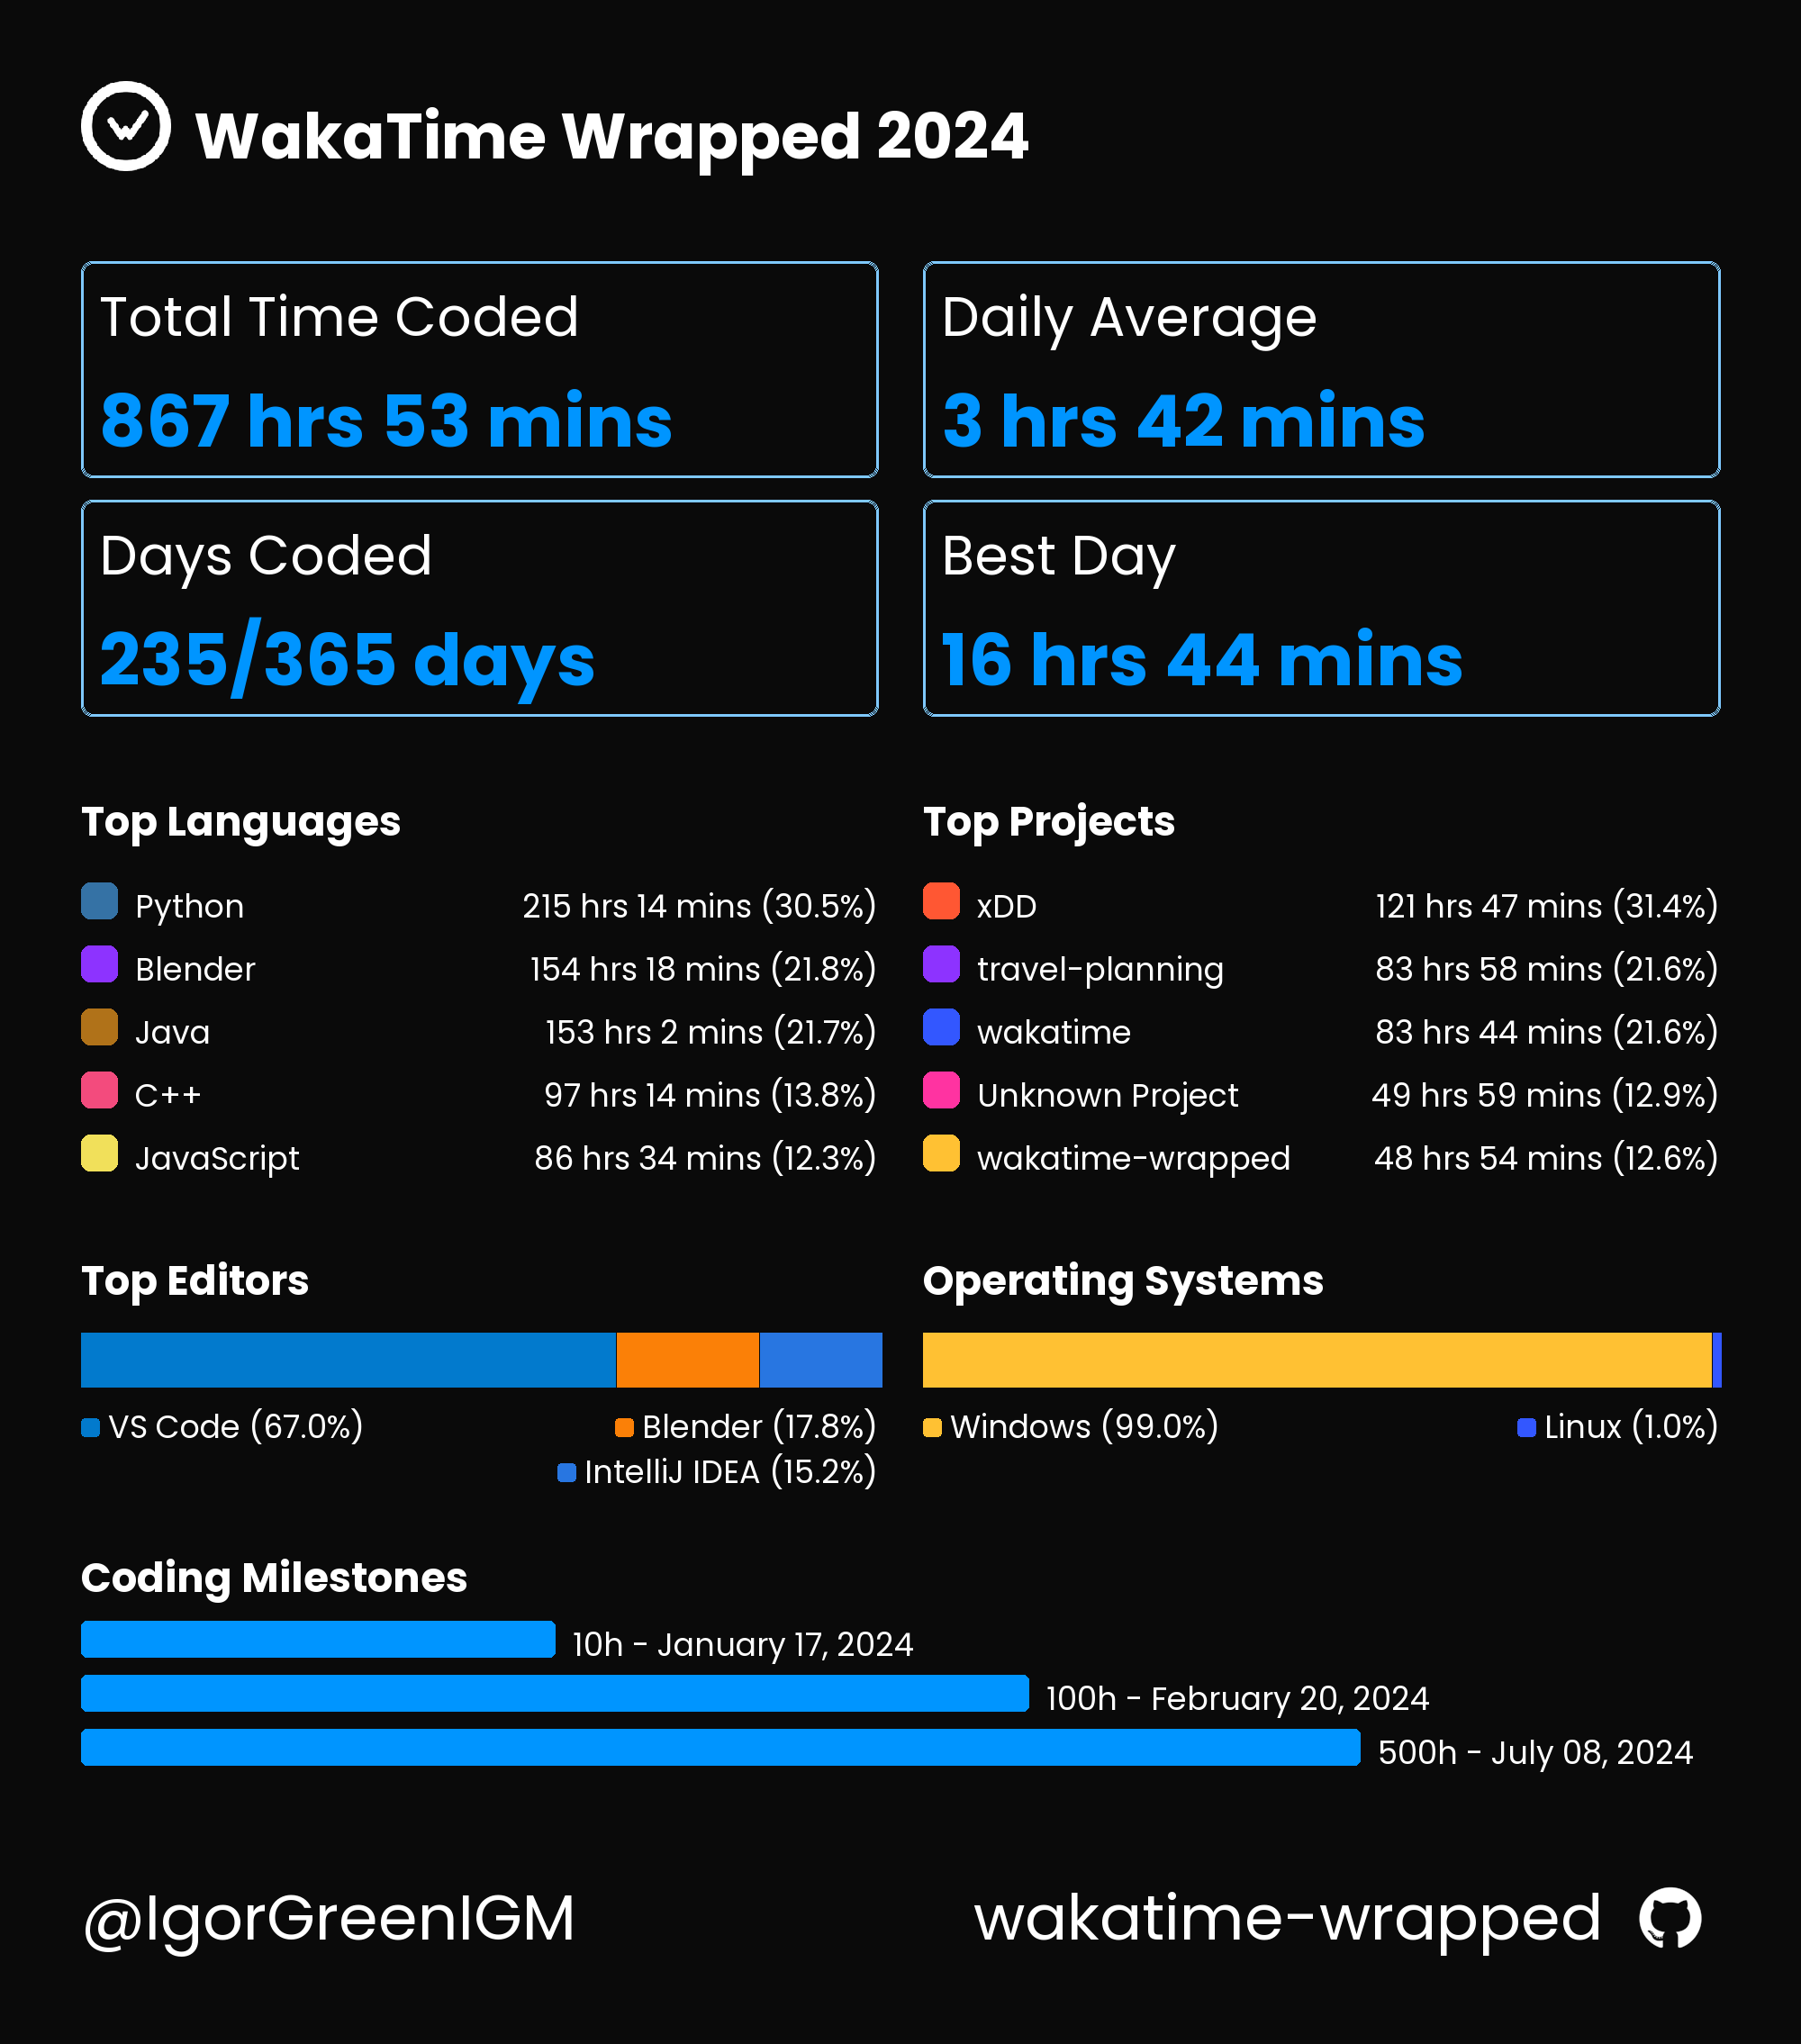 WakaTime Wrapped 2024
Total Time Coded
867 hrs 53 mins
Daily Average
3 hrs 42 mins
Days Coded
235/365 days
Best Day
16 hrs 44 mins
Top Languages
Python 215 hrs 14 mins (30.5%)
Blender 154 hrs 18 mins (21.8%)
Java 153 hrs 2 mins (21.7%)
C++ 97 hrs 14 mins (13.8%)
JavaScript 86 hrs 34 mins (12.3%)
Top Projects
xDD 121 hrs 47 mins (31.4%)
travel-planning 83 hrs 58 mins (21.6%)
wakatime 83 hrs 44 mins (21.6%)
Unknown Project 49 hrs 59 mins (12.9%)
wakatime-wrapped 48 hrs 54 mins (12.6%)
Top Editors
VS Code (67.0%) Blender (17.8%)
IntelliJ IDEA (15.2%)
Operating Systems
Windows (99.0%) Linux (1.0%)
Coding Milestones
10h - January 17, 2024
100h - February 20, 2024
500h - July 08, 2024
@IgorGreenIGM
wakatime-wrapped